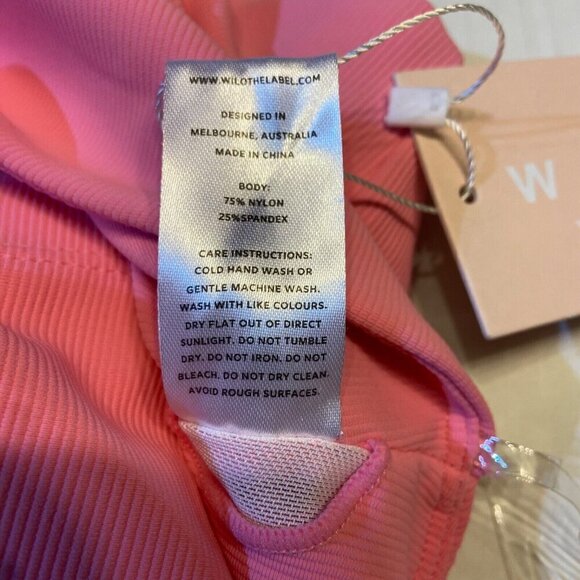 WWW.WILOTHELABEL.COM
DESIGNED IN
MELBOURNE, AUSTRALIA
MADE IN CHINA
BODY:
75% NYLON
25%SPANDEX
CARE INSTRUCTIONS:
COLD HAND WASH OR
GENTLE MACHINE WASH.
WASH WITH LIKE COLOURS.
DRY FLAT OUT OF DIRECT
SUNLIGHT. DO NOT TUMBLE
DRY. DO NOT IRON. DO NOT
BLEACH. DO NOT DRY CLEAN.
AVOID ROUGH SURFACES.
W